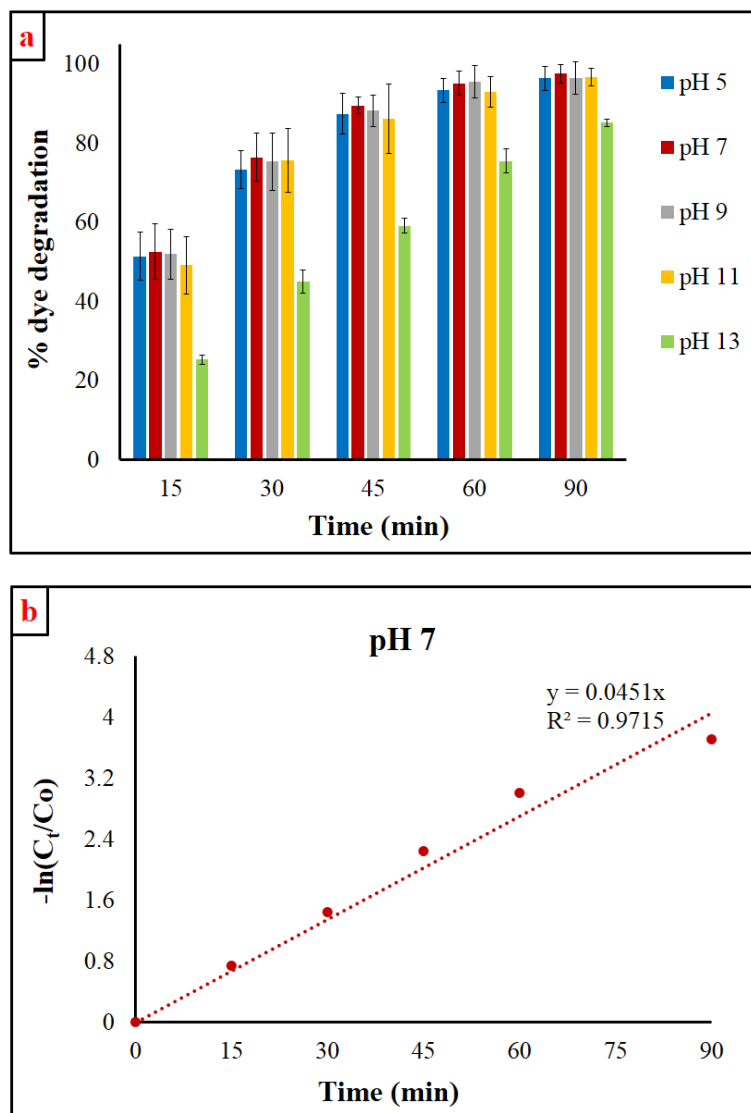 a
100
80
60
40
20
0
% dye degradation
15 30 45 60 90
Time (min)
pH 5
pH 7
pH 9
pH 11
pH 13
b
pH 7
4.8
4
3.2
2.4
1.6
0.8
0
-ln(Cₜ/Co)
y = 0.0451x
R² = 0.9715
0 15 30 45 60 75 90
Time (min)